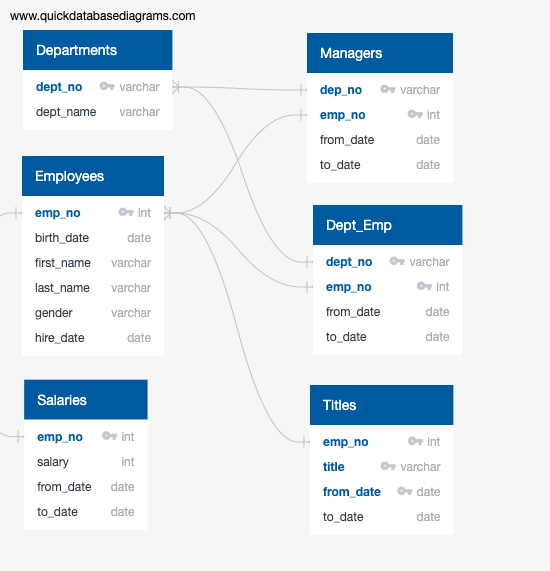 www.quickdatabasediagrams.com
Departments
dept_no varchar
dept_name varchar
Employees
emp_no int
birth_date date
first_name varchar
last_name varchar
gender varchar
hire_date date
Salaries
emp_no int
salary int
from_date date
to_date date
Managers
dep_no varchar
emp_no int
from_date date
to_date date
Dept_Emp
dept_no varchar
emp_no int
from_date date
to_date date
Titles
emp_no int
title varchar
from_date date
to_date date